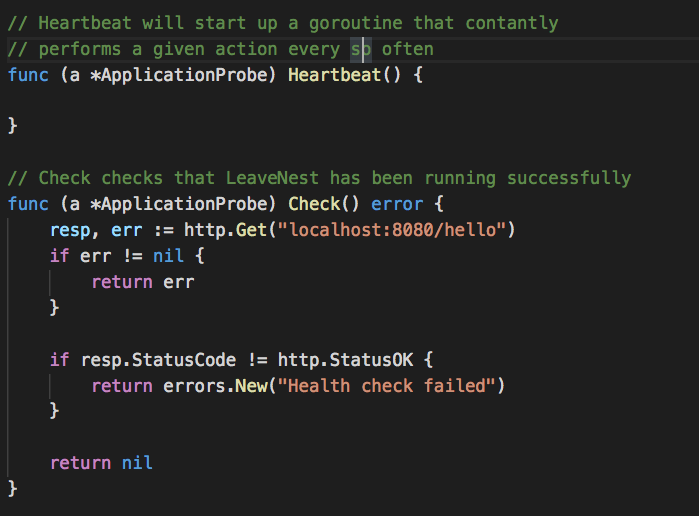 // Heartbeat will start up a goroutine that contantly
// performs a given action every so often
func (a *ApplicationProbe) Heartbeat() {
}
// Check checks that LeaveNest has been running successfully
func (a *ApplicationProbe) Check() error {
resp, err := http.Get("localhost:8080/hello")
if err != nil {
return err
}
if resp.StatusCode != http.StatusOK {
return errors.New("Health check failed")
}
return nil
}